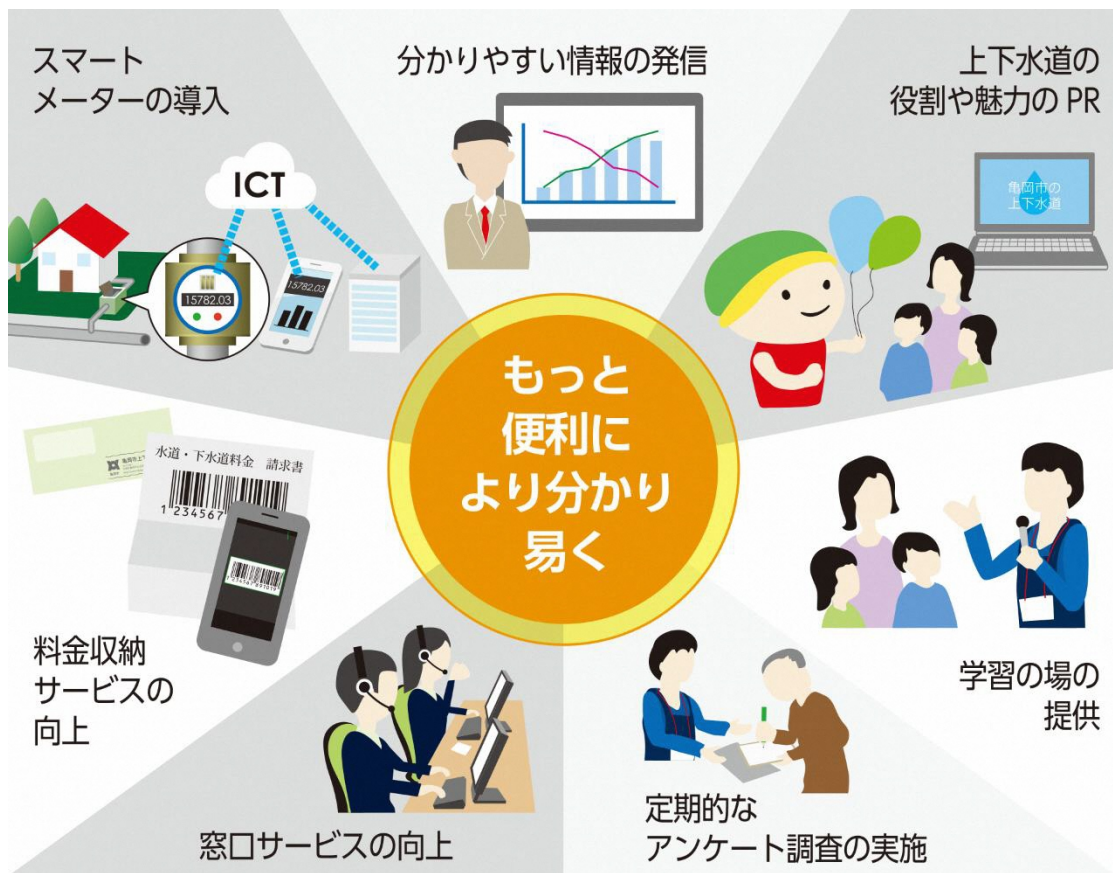 スマート
メーターの導入
ICT
15782.03
15782.03
分かりやすい情報の発信
上下水道の
役割や魅力の PR
亀岡市の
上下水道
もっと
便利に
より分かり
易く
水道・下水道料金 請求書
1 234567
料金収納
サービスの
向上
窓口サービスの向上
定期的な
アンケート調査の実施
学習の場の
提供